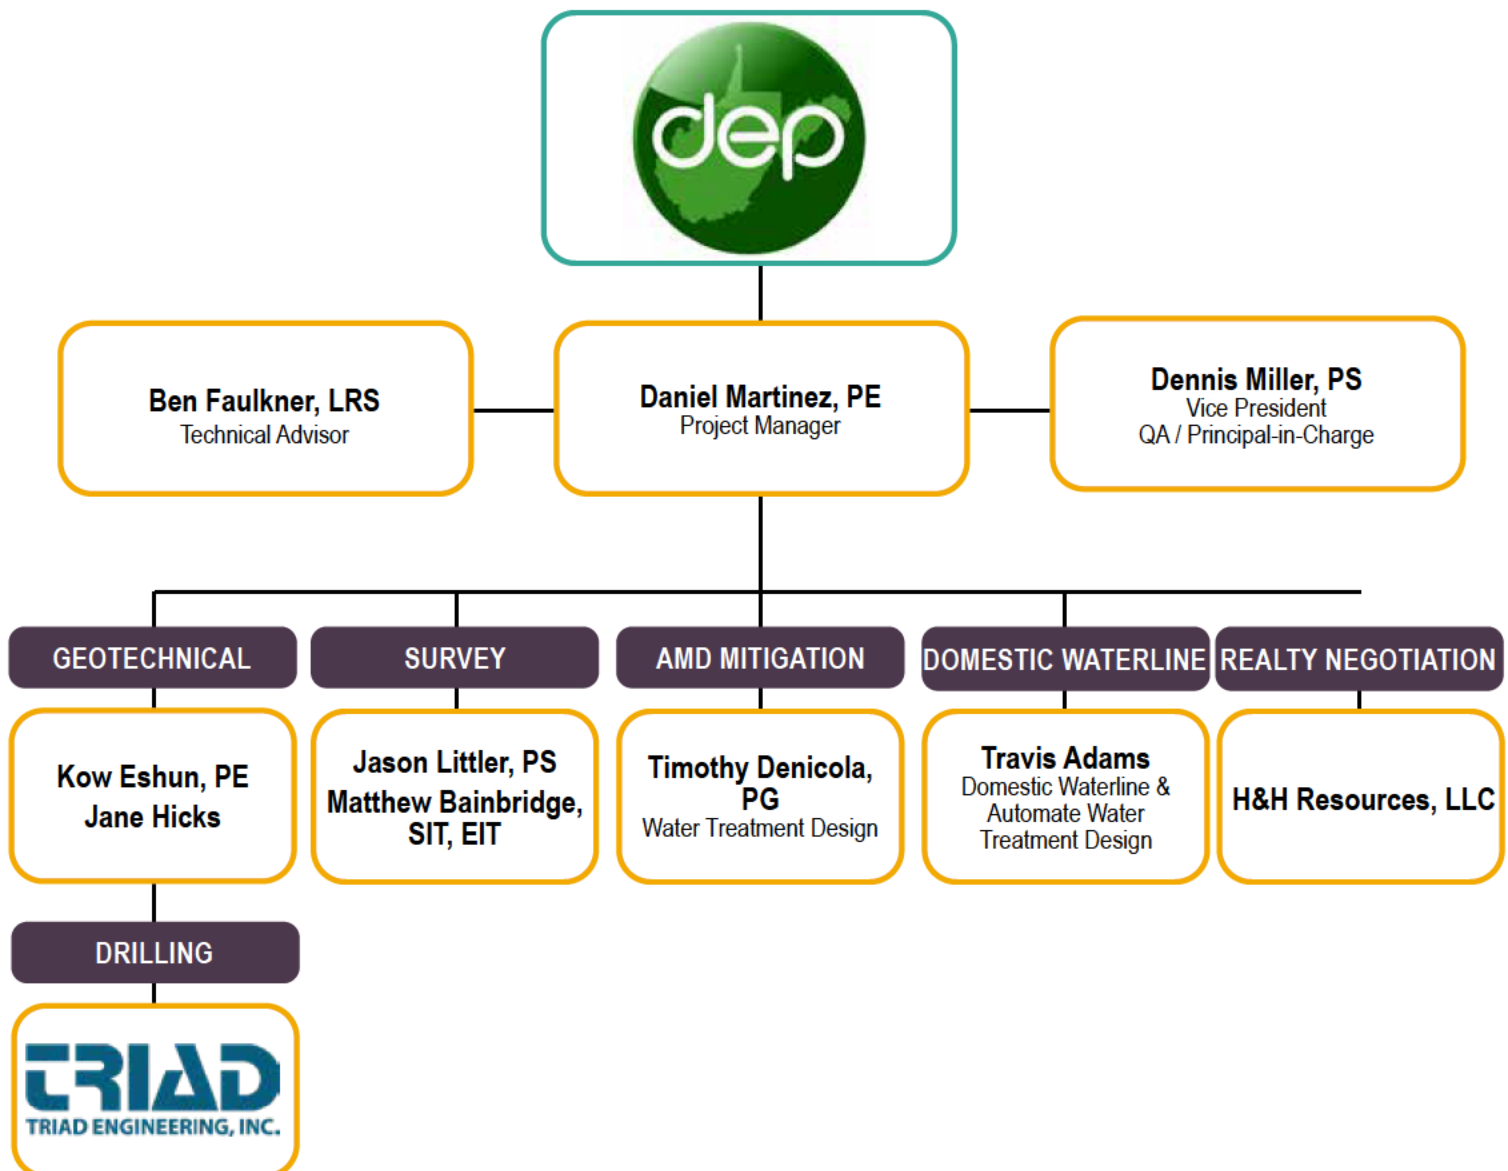 dep
Ben Faulkner, LRS
Technical Advisor
Daniel Martinez, PE
Project Manager
Dennis Miller, PS
Vice President
QA / Principal-in-Charge
GEOTECHNICAL
SURVEY
AMD MITIGATION
DOMESTIC WATERLINE
REALTY NEGOTIATION
Kow Eshun, PE
Jane Hicks
Jason Littler, PS
Matthew Bainbridge,
SIT, EIT
Timothy Denicola,
PG
Water Treatment Design
Travis Adams
Domestic Waterline &
Automate Water
Treatment Design
H&H Resources, LLC
DRILLING
TRIAD
TRIAD ENGINEERING, INC.